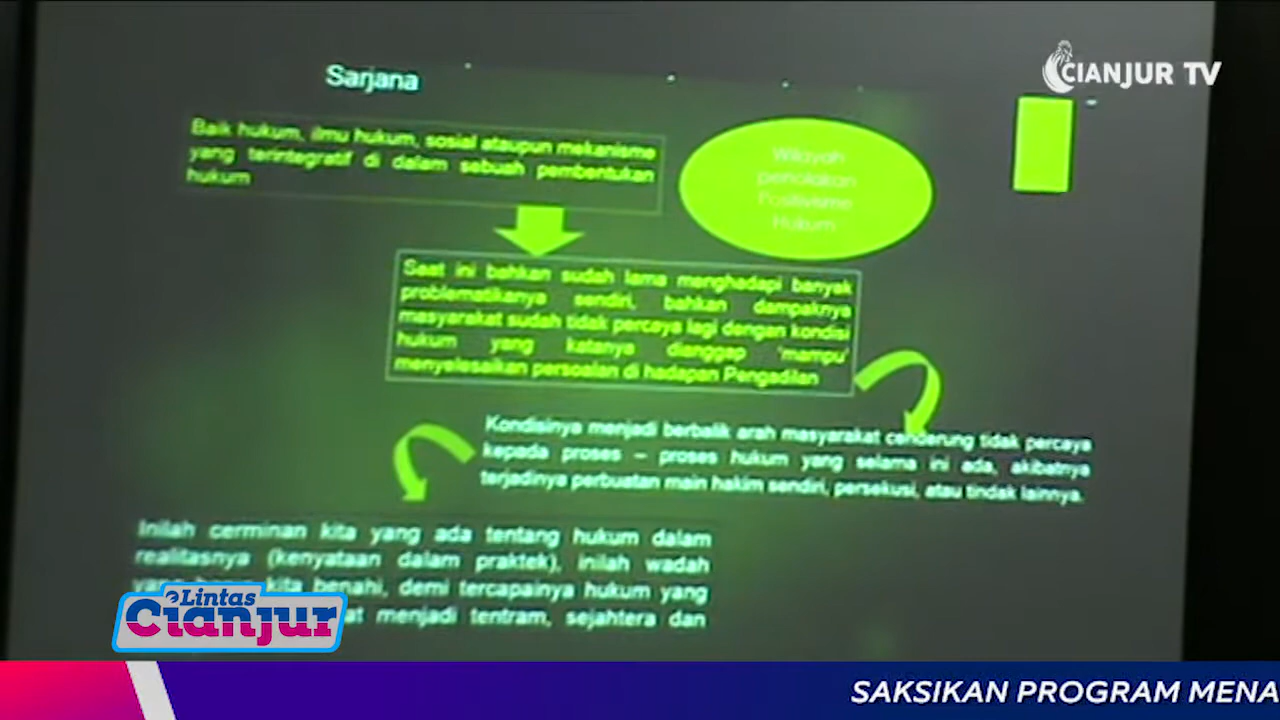 CIANJUR TV
Sarjana
Baik hukum, ilmu hukum, sosial ataupun mekanisme
yang terintegratif di dalam sebuah pembentukan
hukum
Wilayah
penolakan
Positivisme
Hukum
Saat ini bahkan sudah lama menghadapi banyak
problematikanya sendiri, bahkan dampaknya
masyarakat sudah tidak percaya lagi dengan kondisi
hukum yang katanya dianggap 'mampu'
menyelesaikan persoalan di hadapan Pengadilan
Kondisinya menjadi berbalik arah masyarakat cenderung tidak percaya
kepada proses – proses hukum yang selama ini ada, akibatnya
terjadinya perbuatan main hakim sendiri, persekusi, atau tindak lainnya.
Inilah cerminan kita yang ada tentang hukum dalam
realitasnya (kenyataan dalam praktek), inilah wadah
kita benahi, demi tercapainya hukum yang
menjadi tentram, sejahtera dan
Lintas
Cianjur
SAKSIKAN PROGRAM MENA